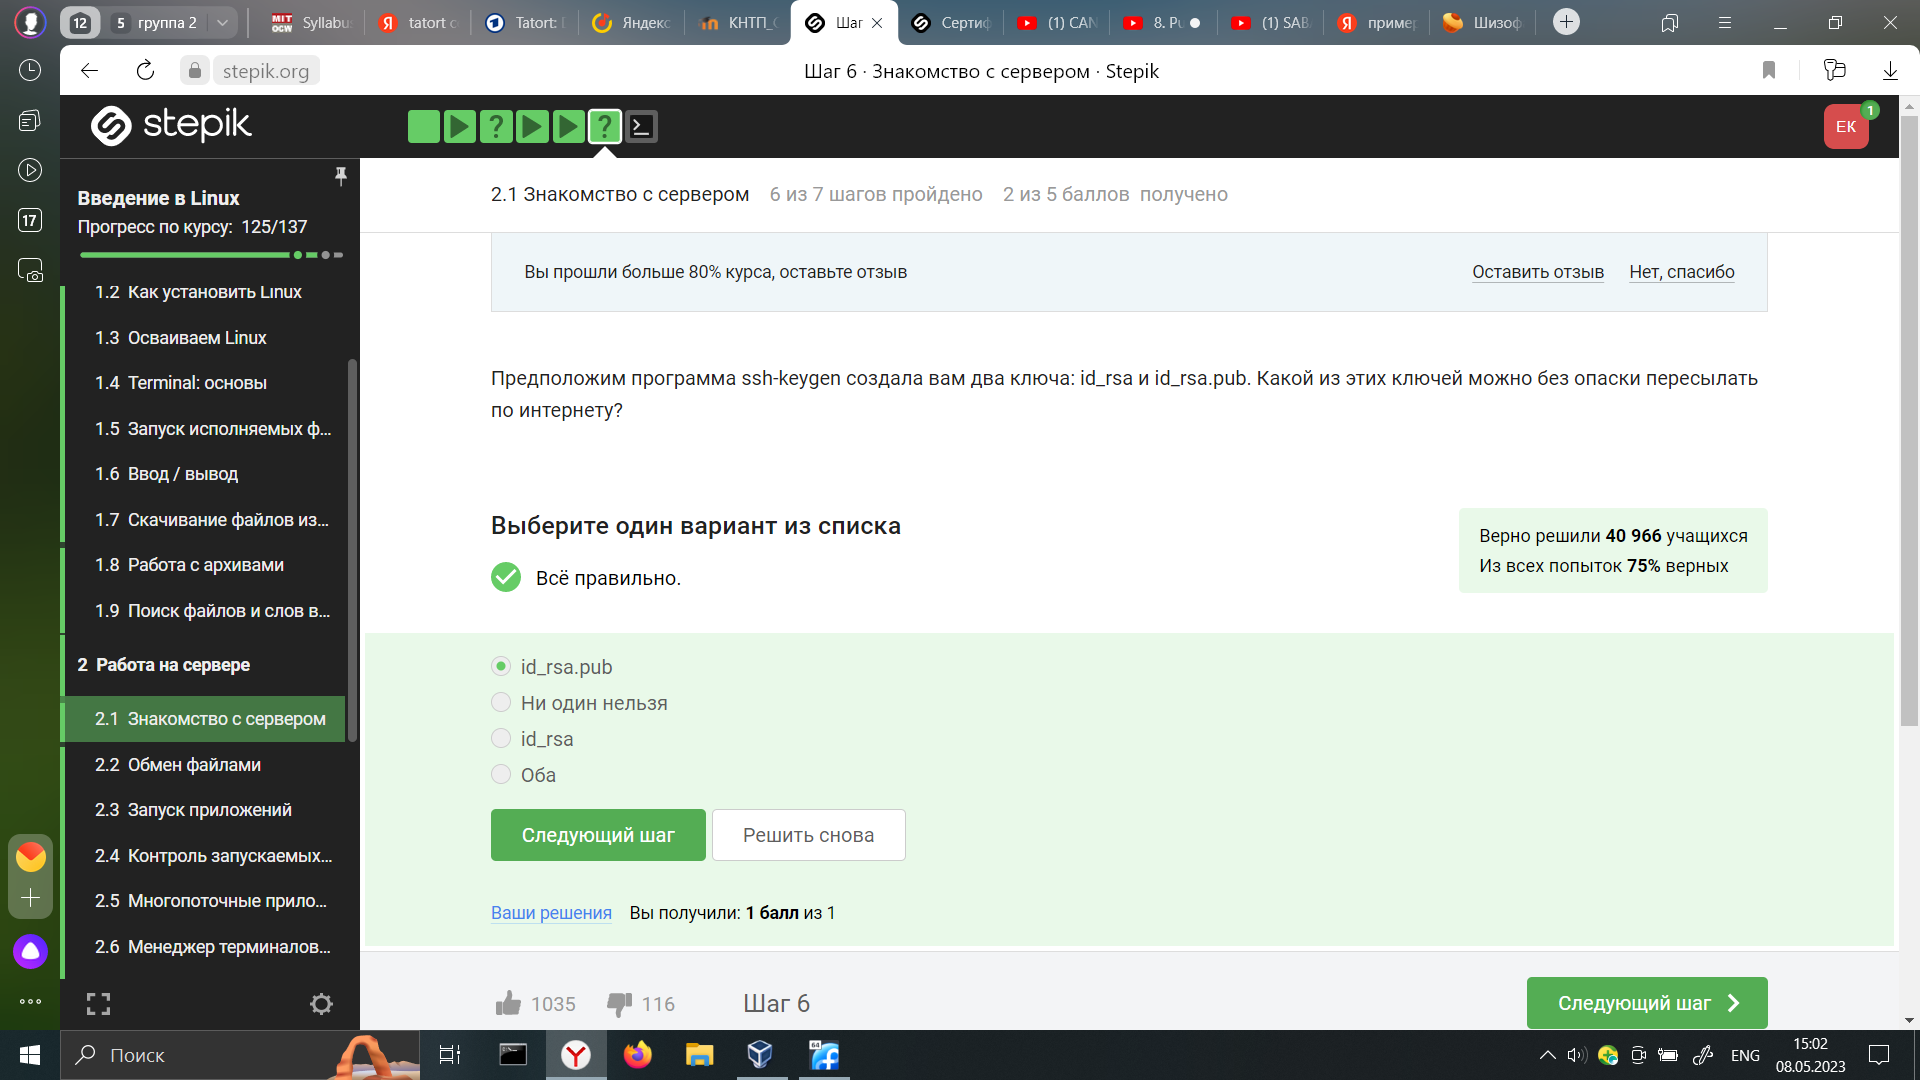 12
5 группа 2
MIT OCW Syllabu
tatort c
Tatort: 
Яндекс
КНТП_С
Шаг
Сертиф
(1) CAN
8. Pu
(1) SAB
пример
Шизоф
stepik.org
Шаг 6 · Знакомство с сервером · Stepik
stepik
? ?
ЕК
1
17
Введение в Linux
Прогресс по курсу: 125/137
1.2 Как установить Linux
1.3 Осваиваем Linux
1.4 Terminal: основы
1.5 Запуск исполняемых ф...
1.6 Ввод / вывод
1.7 Скачивание файлов из...
1.8 Работа с архивами
1.9 Поиск файлов и слов в...
2 Работа на сервере
2.1 Знакомство с сервером
2.2 Обмен файлами
2.3 Запуск приложений
2.4 Контроль запускаемых...
2.5 Многопоточные прило...
2.6 Менеджер терминалов...
2.1 Знакомство с сервером 6 из 7 шагов пройдено 2 из 5 баллов получено
Вы прошли больше 80% курса, оставьте отзыв Оставить отзыв Нет, спасибо
Предположим программа ssh-keygen создала вам два ключа: id_rsa и id_rsa.pub. Какой из этих ключей можно без опаски пересылать
по интернету?
Выберите один вариант из списка
Всё правильно.
Верно решили 40 966 учащихся
Из всех попыток 75% верных
id_rsa.pub
Ни один нельзя
id_rsa
Оба
Следующий шаг Решить снова
Ваши решения Вы получили: 1 балл из 1
1035 116 Шаг 6 Следующий шаг
Поиск
64
ENG
15:02
08.05.2023